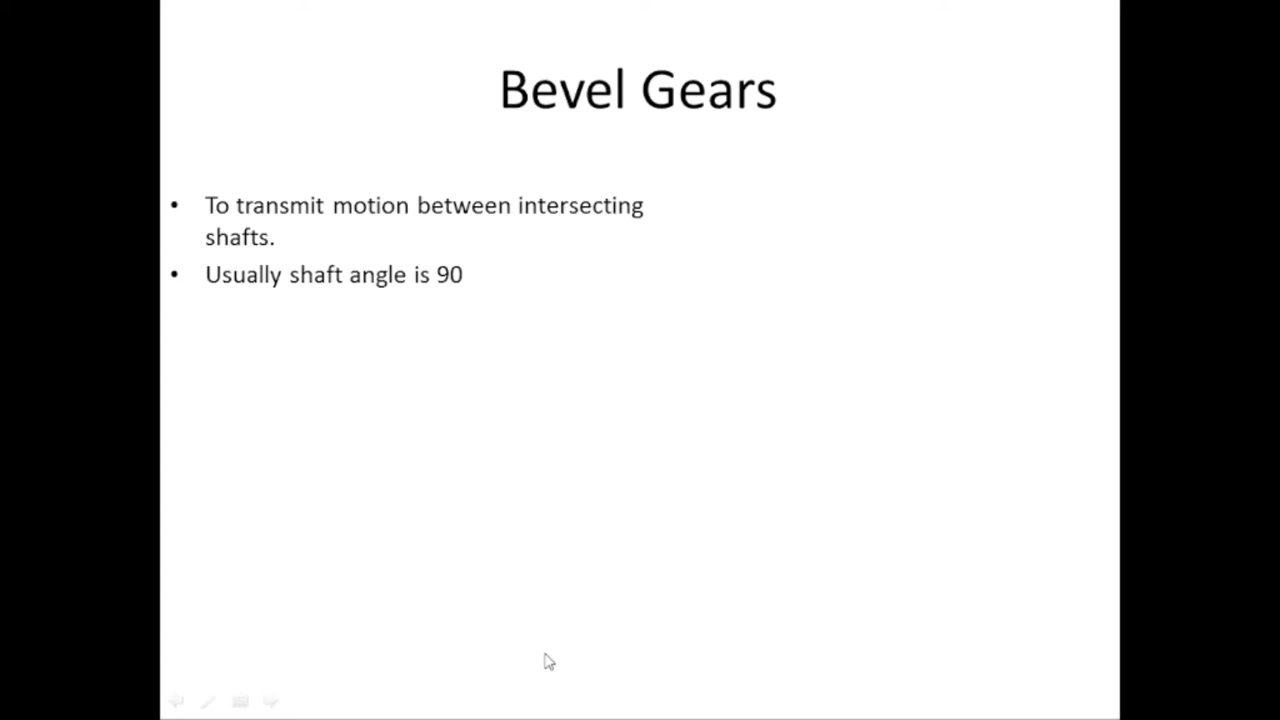 Bevel Gears
• To transmit motion between intersecting
shafts.
• Usually shaft angle is 90